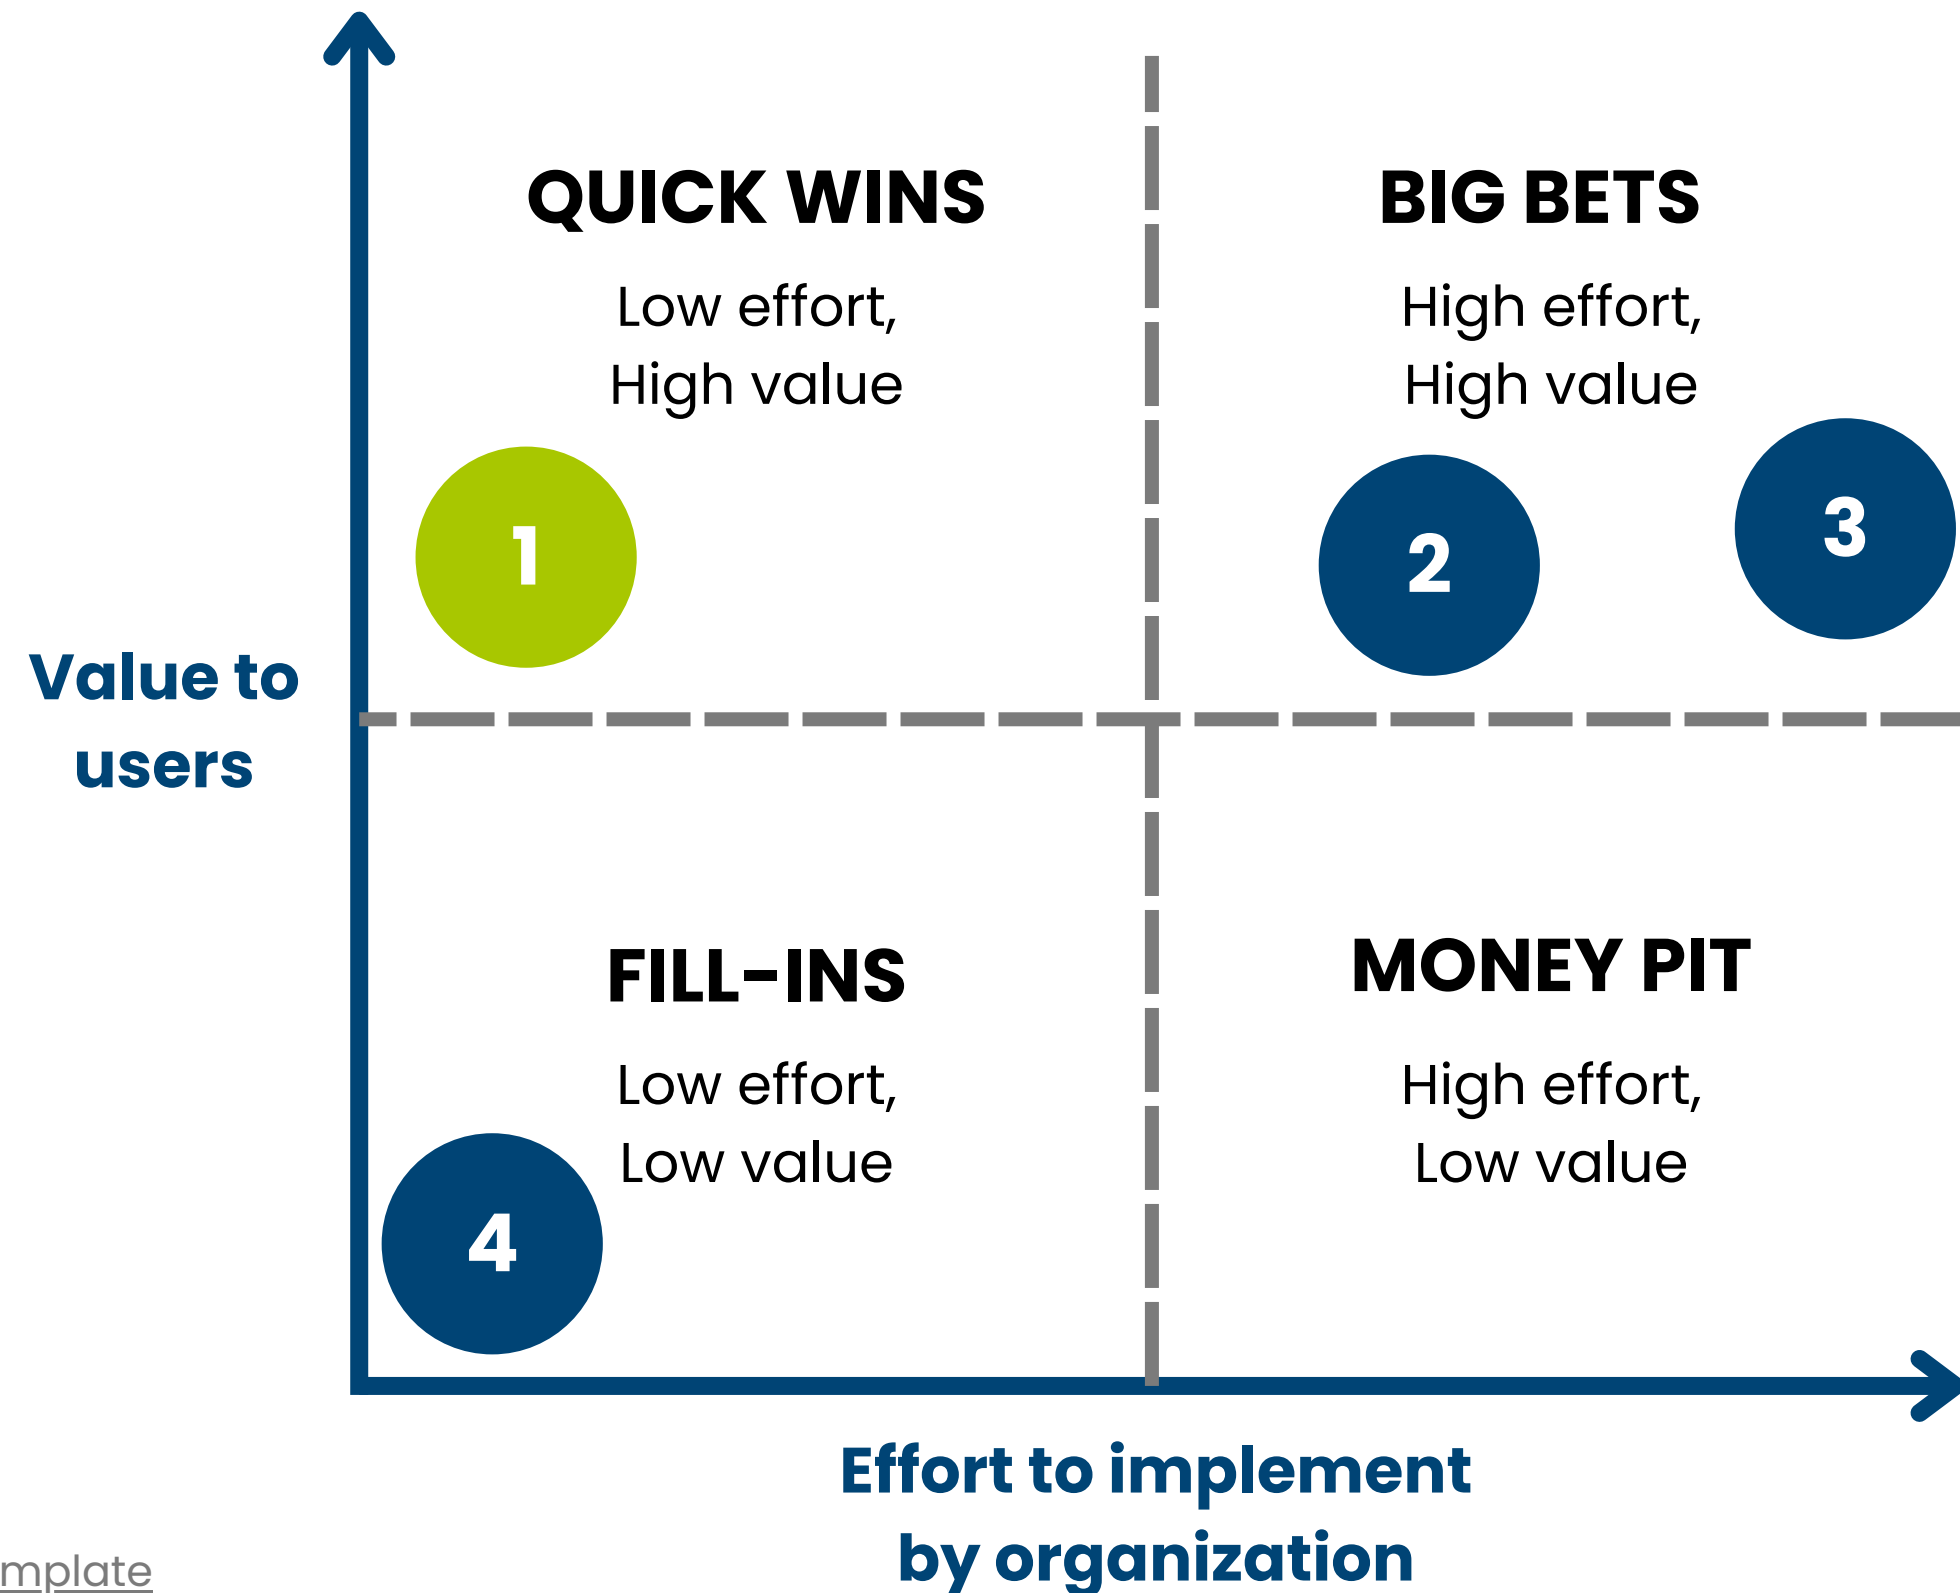 QUICK WINS
Low effort,
High value
BIG BETS
High effort,
High value
1
2
3
Value to
users
FILL-INS
Low effort,
Low value
MONEY PIT
High effort,
Low value
4
Effort to implement
by organization
mplate